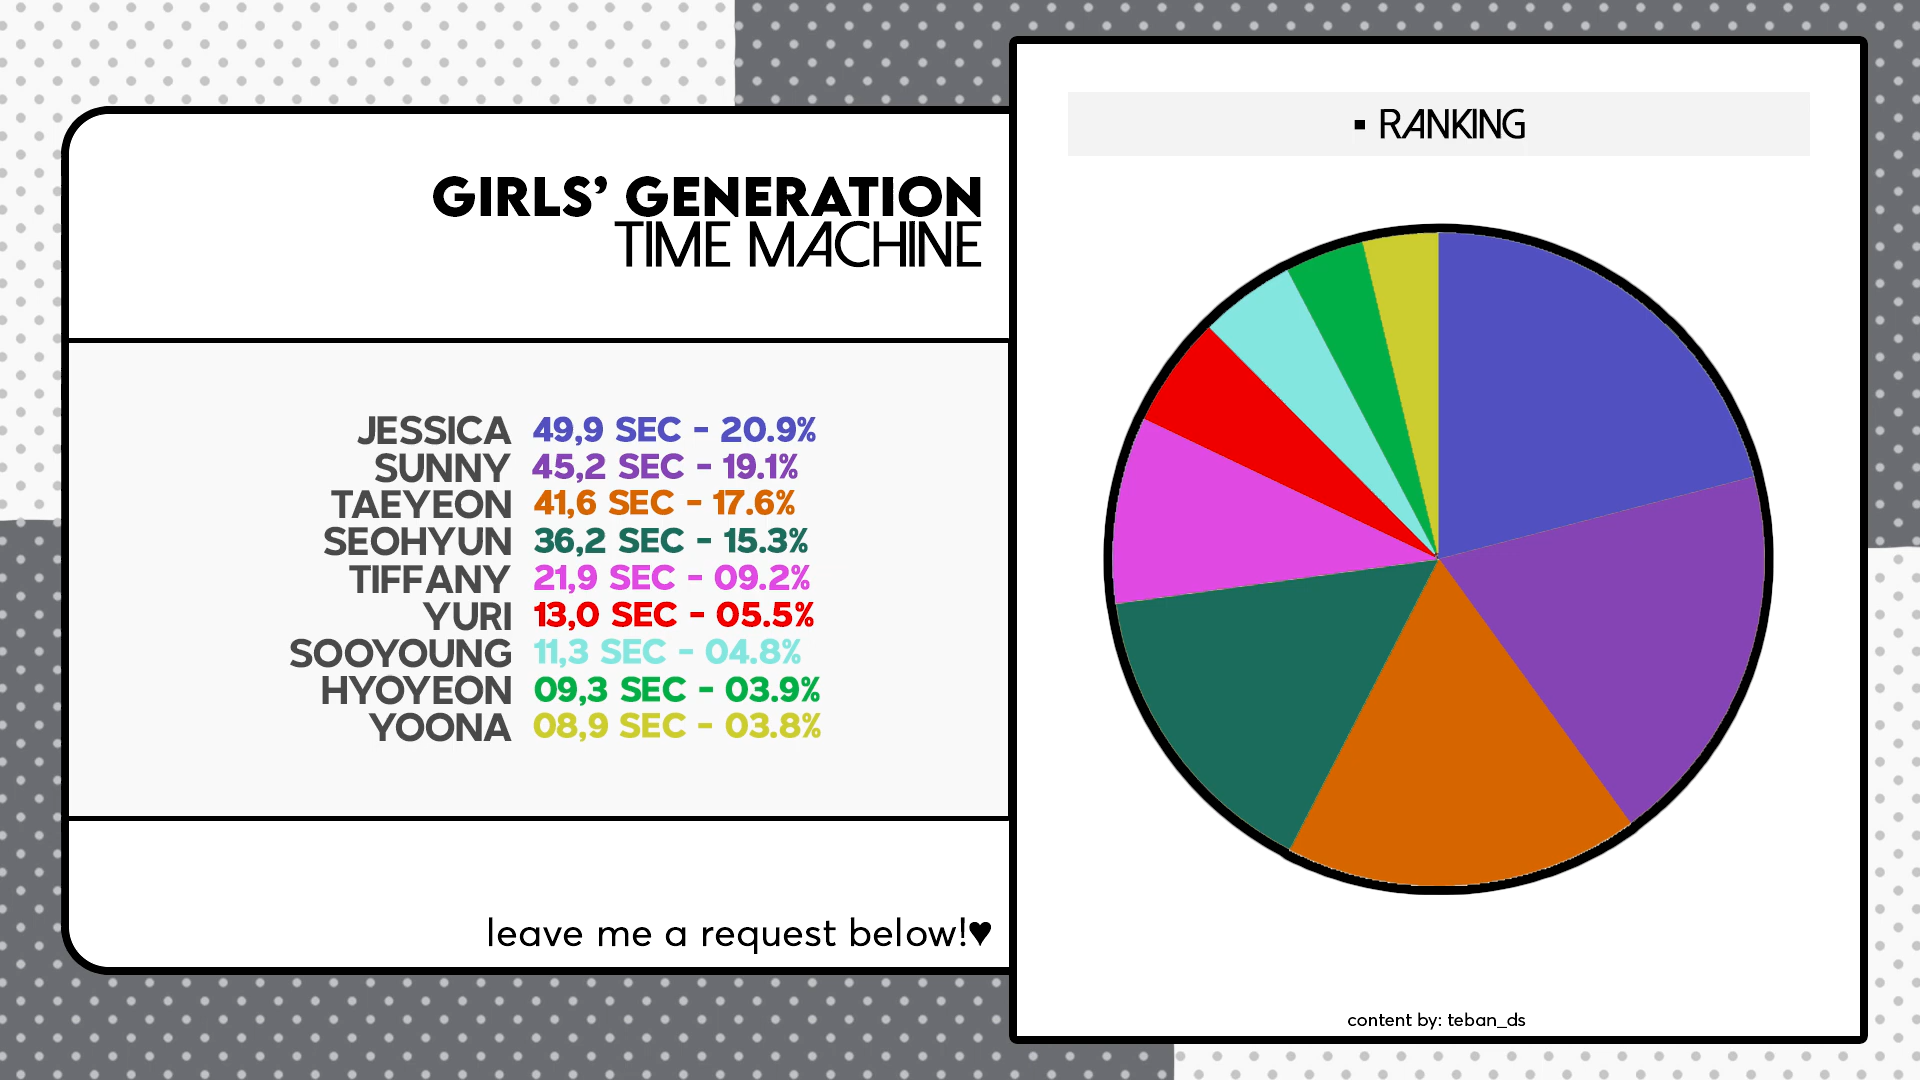 GIRLS’ GENERATION
TIME MACHINE
JESSICA 49,9 SEC - 20.9%
SUNNY 45,2 SEC - 19.1%
TAEYEON 41,6 SEC - 17.6%
SEOHYUN 36,2 SEC - 15.3%
TIFFANY 21,9 SEC - 09.2%
YURI 13,0 SEC - 05.5%
SOOYOUNG 11,3 SEC - 04.8%
HYOYEON 09,3 SEC - 03.9%
YOONA 08,9 SEC - 03.8%
leave me a request below!♥
▪ RANKING
content by: teban_ds